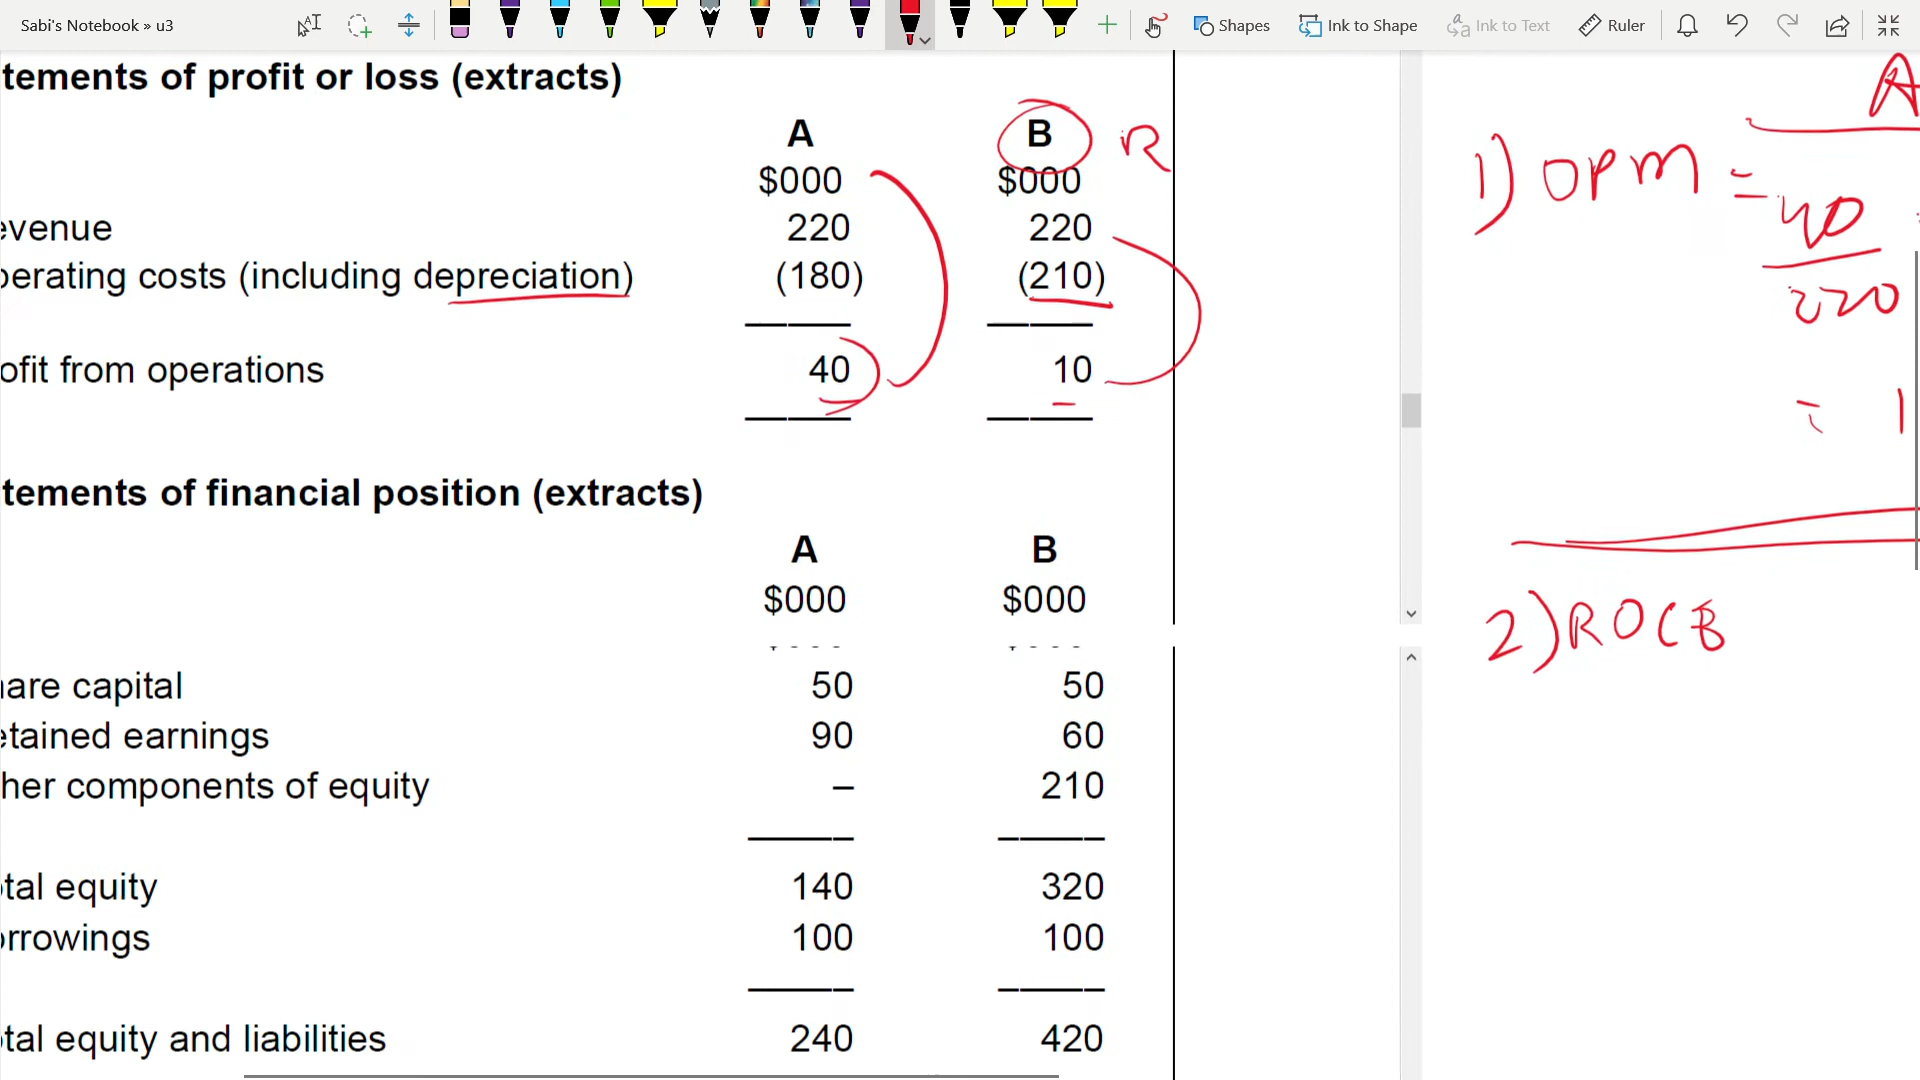 Sabi's Notebook » u3
Shapes
Ink to Shape
Ink to Text
Ruler
tements of profit or loss (extracts)
A B R
$000 $000
evenue 220 220
perating costs (including depreciation) (180) (210)
ofit from operations 40 10
tements of financial position (extracts)
A B
$000 $000
are capital 50 50
etained earnings 90 60
her components of equity – 210
tal equity 140 320
orrowings 100 100
tal equity and liabilities 240 420
A
1) OPM = 40
220
= 1
2) ROCE